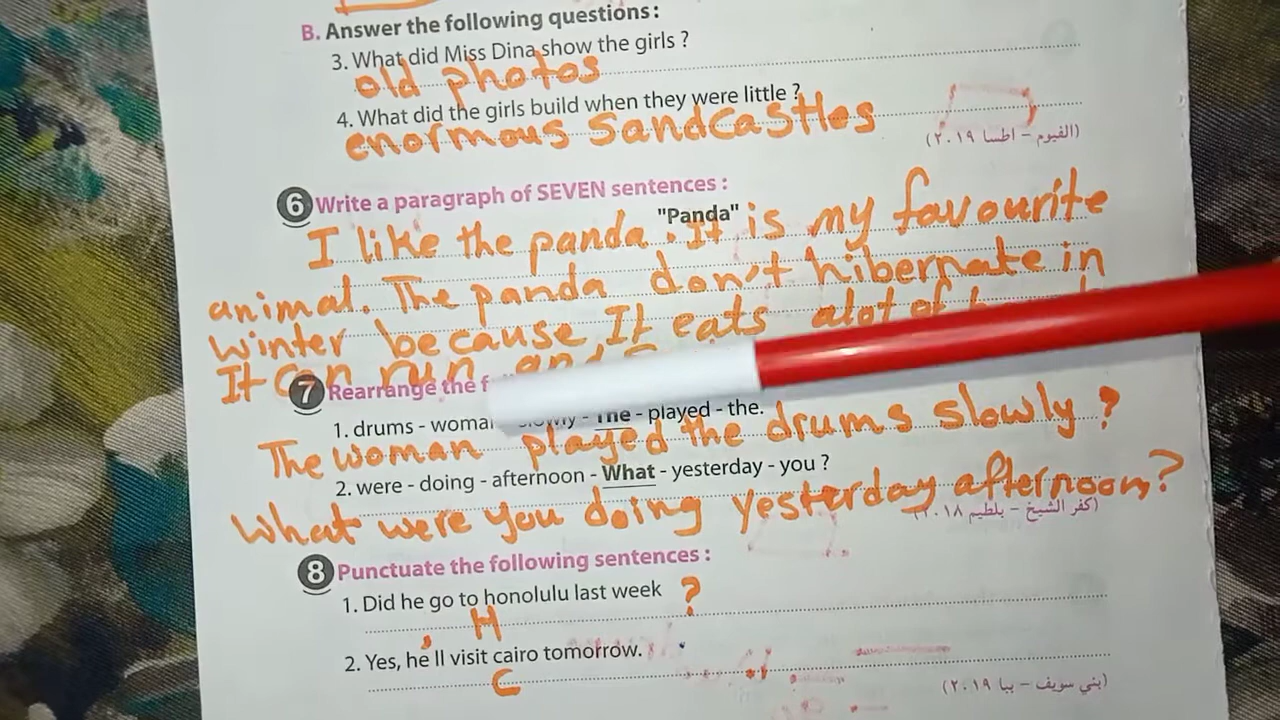 B. Answer the following questions:
3. What did Miss Dina show the girls ?
old photos
4. What did the girls build when they were little ?
enormous sandcastles
(الفيوم - اطسا ٢٠١٩)
6 Write a paragraph of SEVEN sentences :
"Panda"
I like the panda. It is my favourite
animal. The panda don't hibernate in
winter because It eats alot of
It can run and
7 Rearrange the
1. drums - - The - played - the.
The woman played the drums slowly ?
2. were - doing - afternoon - What - yesterday - you ?
What were you doing yesterday afternoon?
(كفر الشيخ - بلطيم ٢٠١٨)
8 Punctuate the following sentences :
1. Did he go to honolulu last week ?
H
2. Yes, he'll visit cairo tomorrow.
C
(بني سويف - ببا ٢٠١٩)